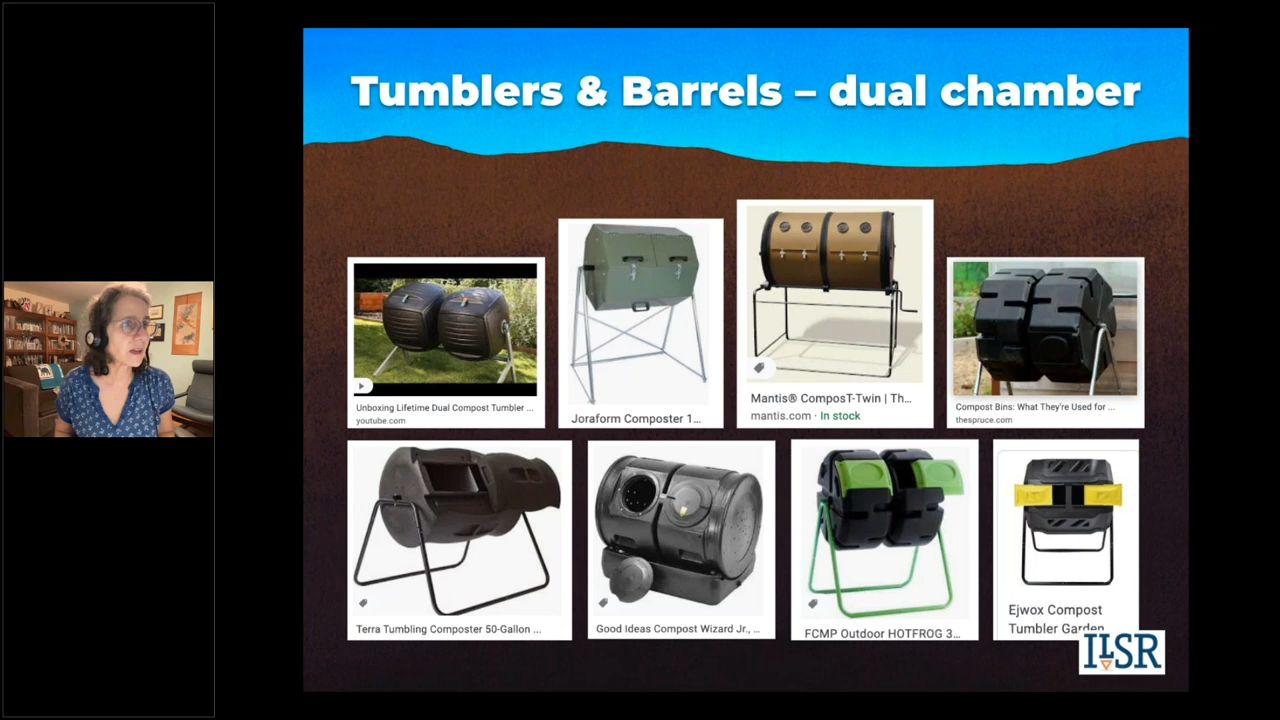 Tumblers & Barrels – dual chamber
Unboxing Lifetime Dual Compost Tumbler ...
youtube.com
Joraform Composter 1...
Mantis® ComposT-Twin | Th...
mantis.com · In stock
Compost Bins: What They're Used for ...
thespruce.com
Terra Tumbling Composter 50-Gallon ...
Good Ideas Compost Wizard Jr., ...
FCMP Outdoor HOTFROG 3...
Ejwox Compost
Tumbler Garden
ILSR